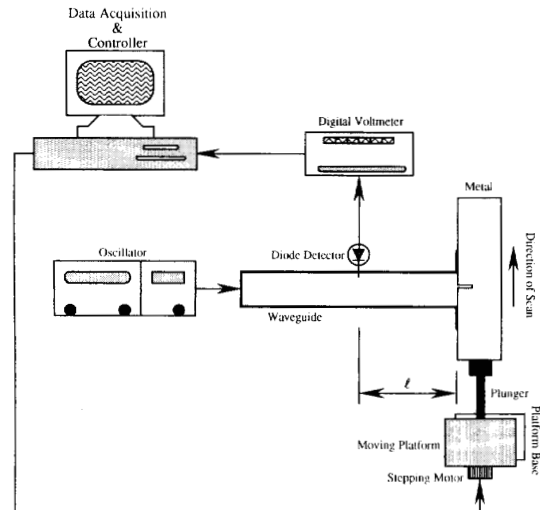 Data Acquisition
&
Controller
Digital Voltmeter
Metal
Oscillator
Diode Detector
Direction of Scan
Waveguide
ℓ
Plunger
Moving Platform
Platform Base
Stepping Motor